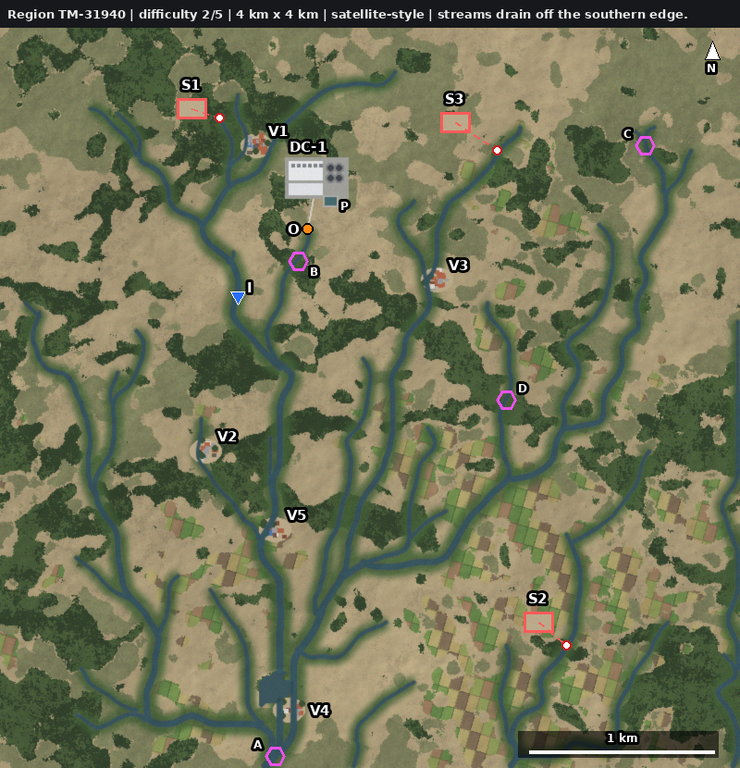 Region TM-31940 | difficulty 2/5 | 4 km x 4 km | satellite-style | streams drain off the southern edge.
N
S1
S3
V1
C
DC-1
P
O
B
V3
I
D
V2
V5
S2
V4
1 km
A